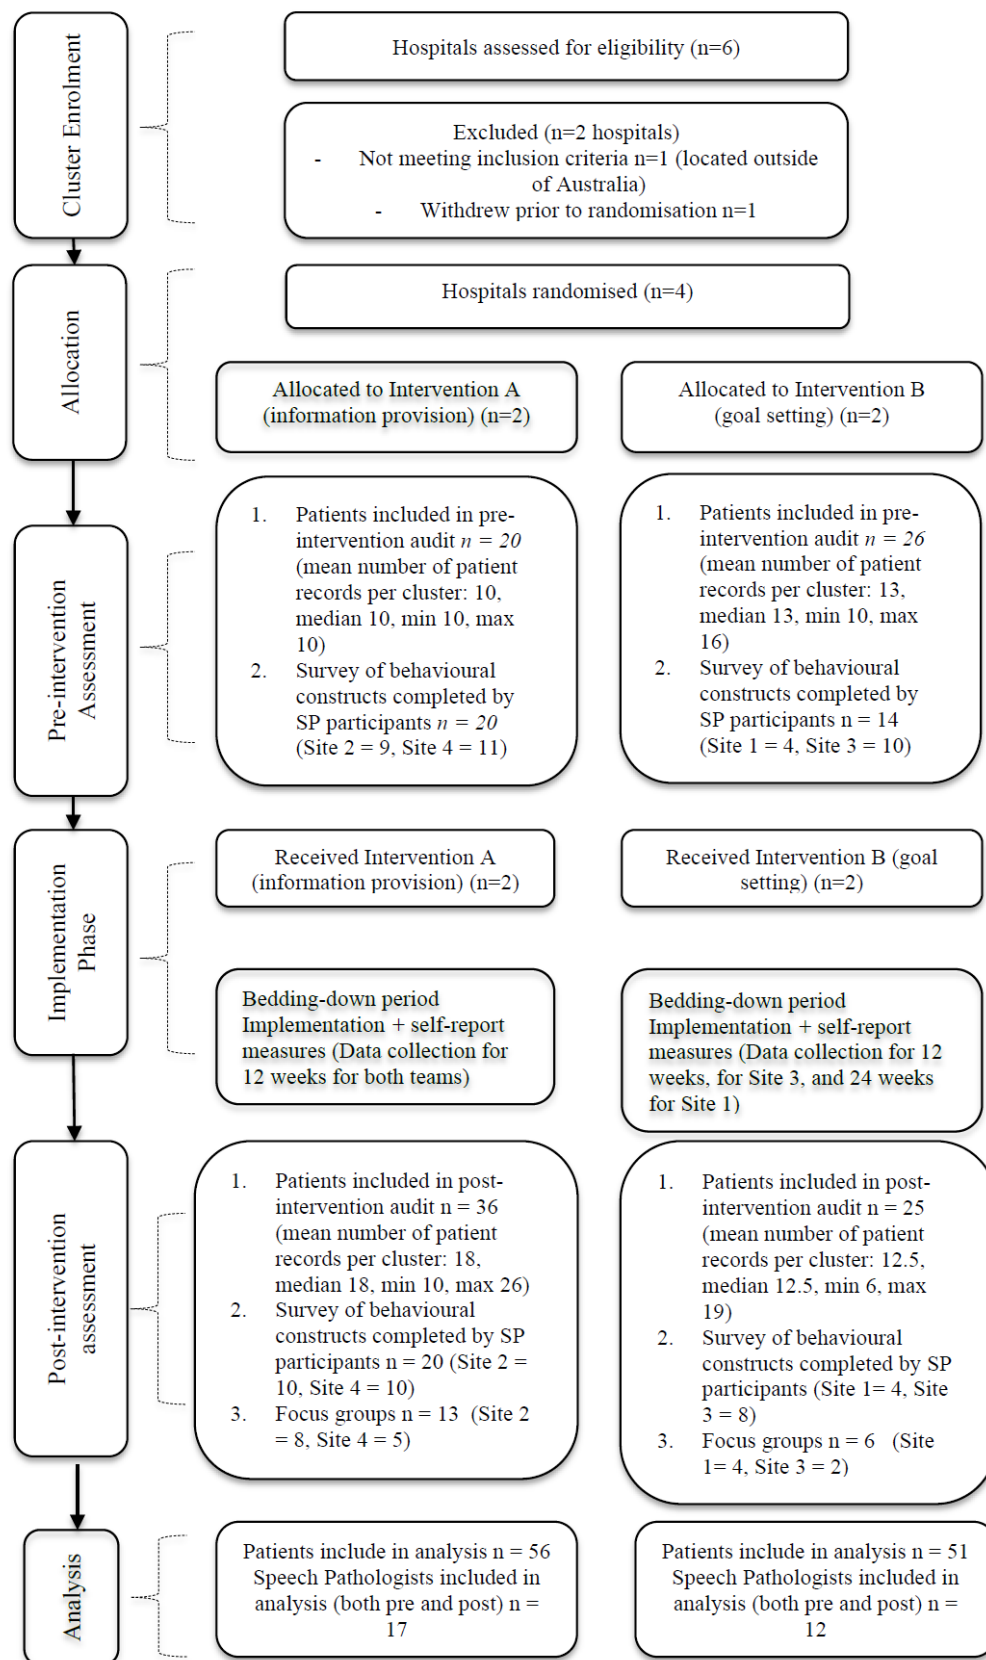 Cluster Enrolment
Hospitals assessed for eligibility (n=6)
Excluded (n=2 hospitals)
- Not meeting inclusion criteria n=1 (located outside
of Australia)
- Withdrew prior to randomisation n=1
Allocation
Hospitals randomised (n=4)
Allocated to Intervention A
(information provision) (n=2)
Allocated to Intervention B
(goal setting) (n=2)
Pre-intervention
Assessment
1. Patients included in pre-
intervention audit n = 20
(mean number of patient
records per cluster: 10,
median 10, min 10, max
10)
2. Survey of behavioural
constructs completed by
SP participants n = 20
(Site 2 = 9, Site 4 = 11)
1. Patients included in pre-
intervention audit n = 26
(mean number of patient
records per cluster: 13,
median 13, min 10, max
16)
2. Survey of behavioural
constructs completed by
SP participants n = 14
(Site 1 = 4, Site 3 = 10)
Implementation
Phase
Received Intervention A
(information provision) (n=2)
Received Intervention B (goal
setting) (n=2)
Bedding-down period
Implementation + self-report
measures (Data collection for
12 weeks for both teams)
Bedding-down period
Implementation + self-report
measures (Data collection for 12
weeks, for Site 3, and 24 weeks
for Site 1)
Post-intervention
assessment
1. Patients included in post-
intervention audit n = 36
(mean number of patient
records per cluster: 18,
median 18, min 10, max 26)
2. Survey of behavioural
constructs completed by SP
participants n = 20 (Site 2 =
10, Site 4 = 10)
3. Focus groups n = 13 (Site 2
= 8, Site 4 = 5)
1. Patients included in post-
intervention audit n = 25
(mean number of patient
records per cluster: 12.5,
median 12.5, min 6, max
19)
2. Survey of behavioural
constructs completed by SP
participants (Site 1= 4, Site
3 = 8)
3. Focus groups n = 6 (Site
1= 4, Site 3 = 2)
Analysis
Patients include in analysis n = 56
Speech Pathologists included in
analysis (both pre and post) n =
17
Patients include in analysis n = 51
Speech Pathologists included in
analysis (both pre and post) n =
12